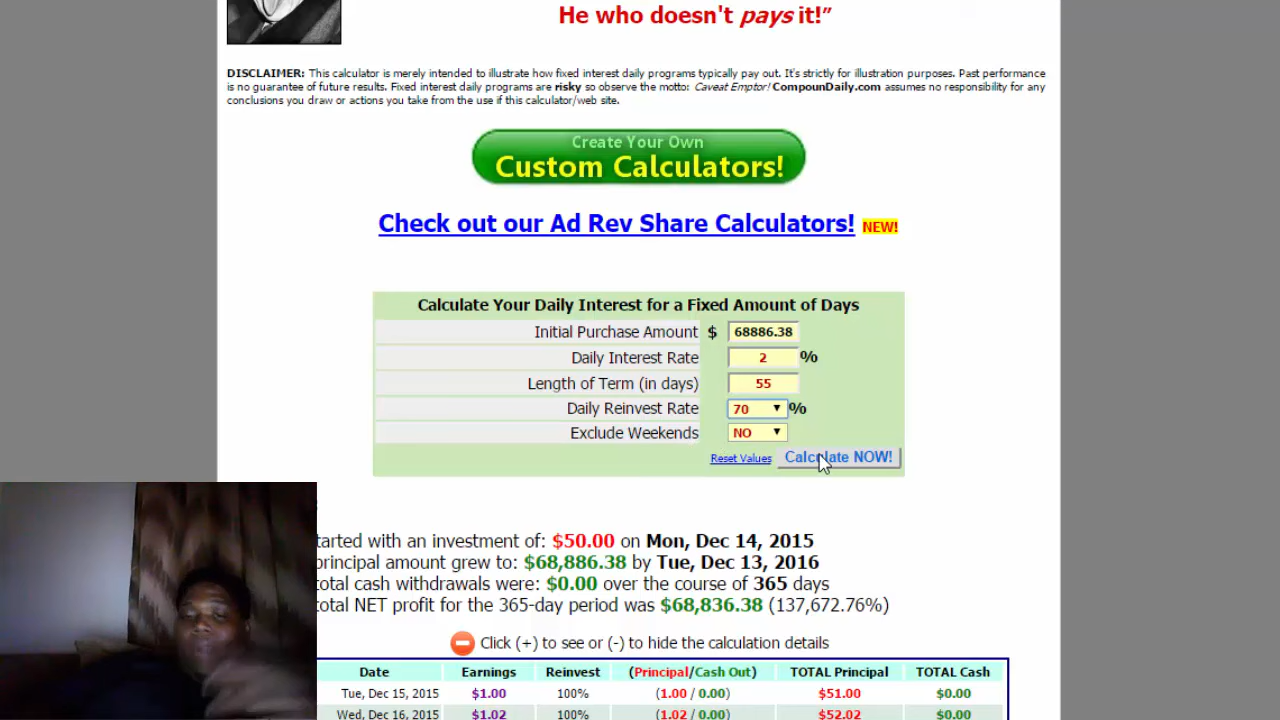 He who doesn't pays it!”
DISCLAIMER: This calculator is merely intended to illustrate how fixed interest daily programs typically pay out. It's strictly for illustration purposes. Past performance
is no guarantee of future results. Fixed interest daily programs are risky so observe the motto: Caveat Emptor! CompounDaily.com assumes no responsibility for any
conclusions you draw or actions you take from the use if this calculator/web site.
Create Your Own
Custom Calculators!
Check out our Ad Rev Share Calculators! NEW!
Calculate Your Daily Interest for a Fixed Amount of Days
Initial Purchase Amount $ 68886.38
Daily Interest Rate 2 %
Length of Term (in days) 55
Daily Reinvest Rate 70 %
Exclude Weekends NO
Reset Values Calculate NOW!
tarted with an investment of: $50.00 on Mon, Dec 14, 2015
principal amount grew to: $68,886.38 by Tue, Dec 13, 2016
otal cash withdrawals were: $0.00 over the course of 365 days
otal NET profit for the 365-day period was $68,836.38 (137,672.76%)
Click (+) to see or (-) to hide the calculation details
Date Earnings Reinvest (Principal/Cash Out) TOTAL Principal TOTAL Cash
Tue, Dec 15, 2015 $1.00 100% (1.00 / 0.00) $51.00 $0.00
Wed, Dec 16, 2015 $1.02 100% (1.02 / 0.00) $52.02 $0.00